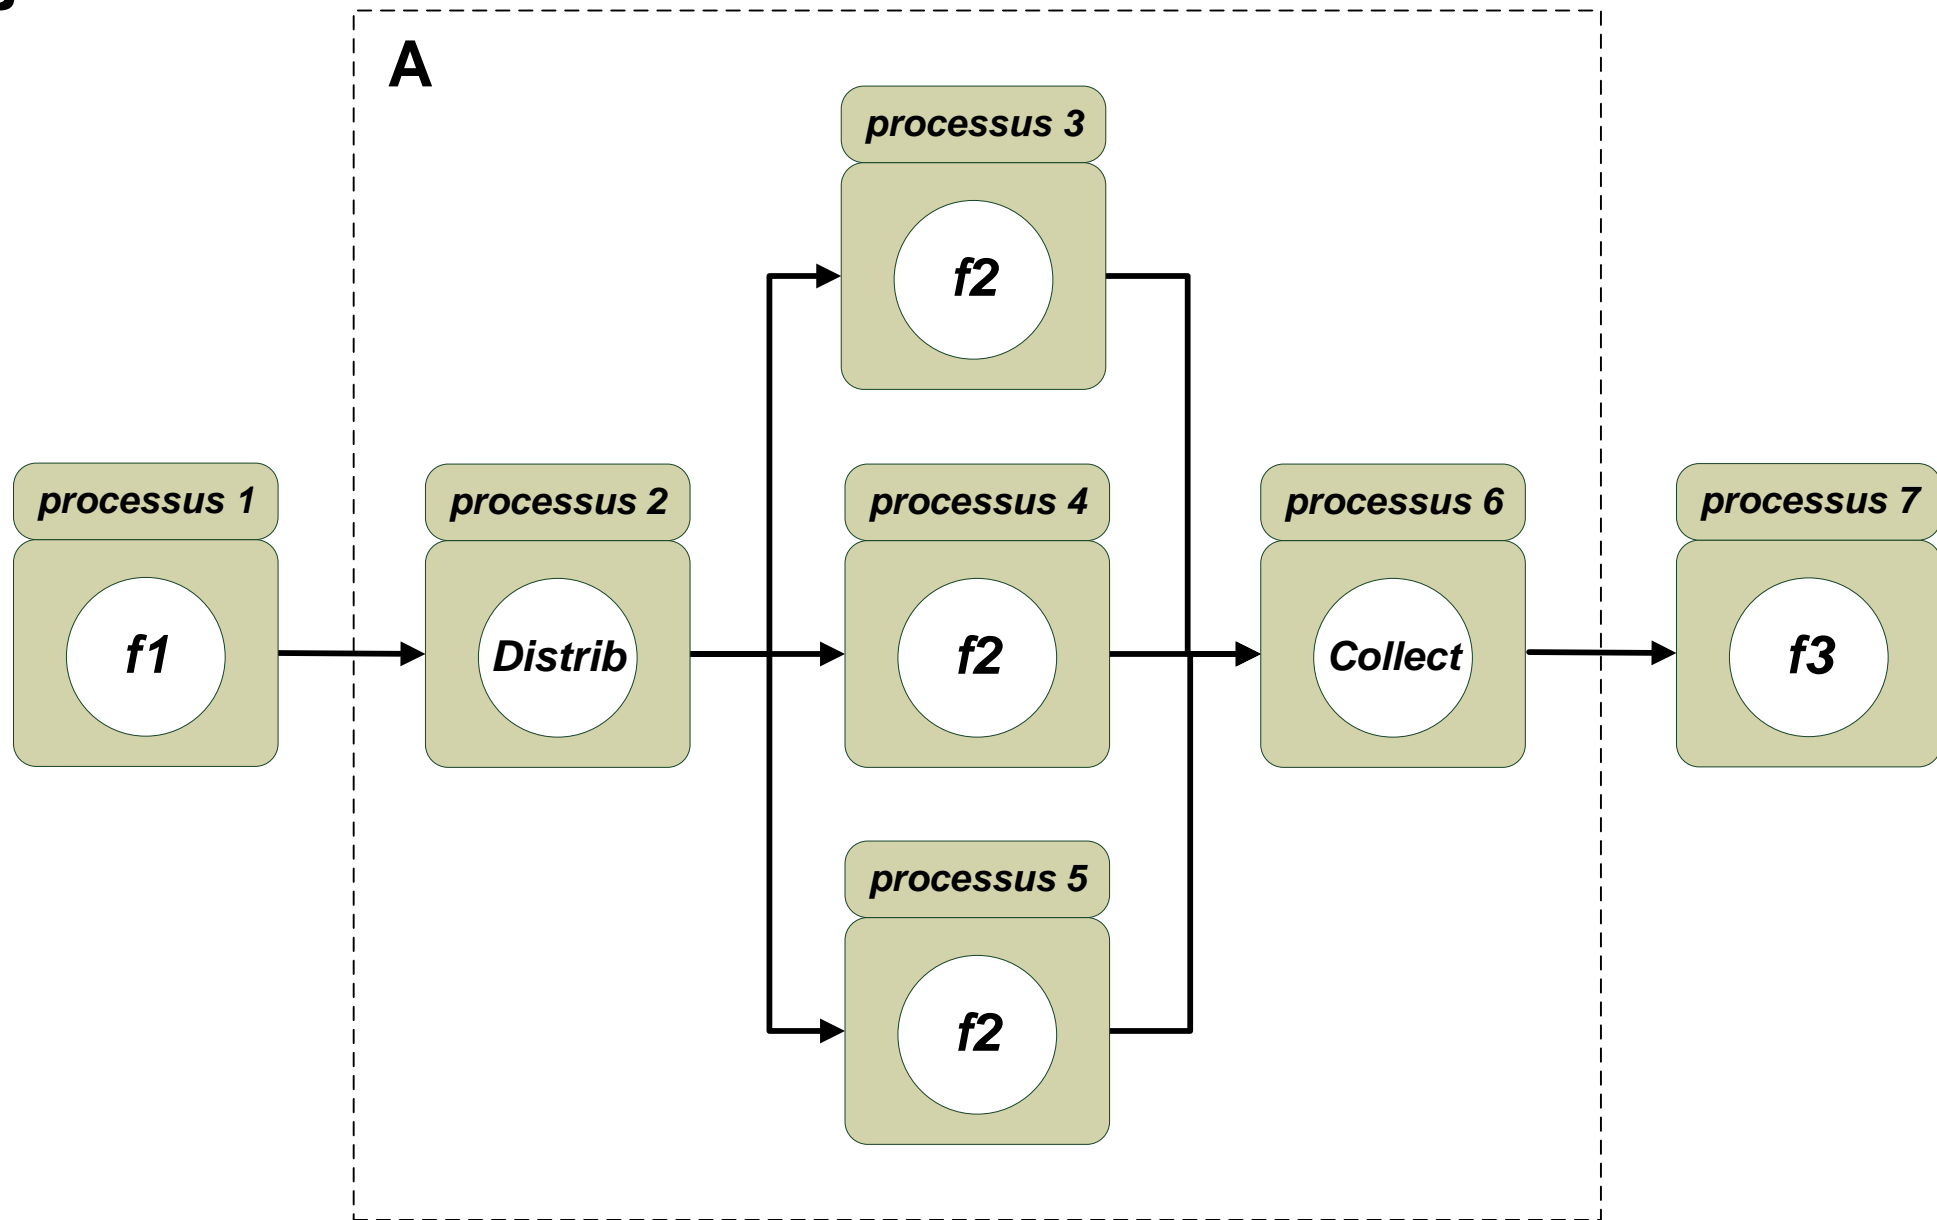 A
processus 3
f2
processus 1
f1
processus 2
Distrib
processus 4
f2
processus 6
Collect
processus 7
f3
processus 5
f2